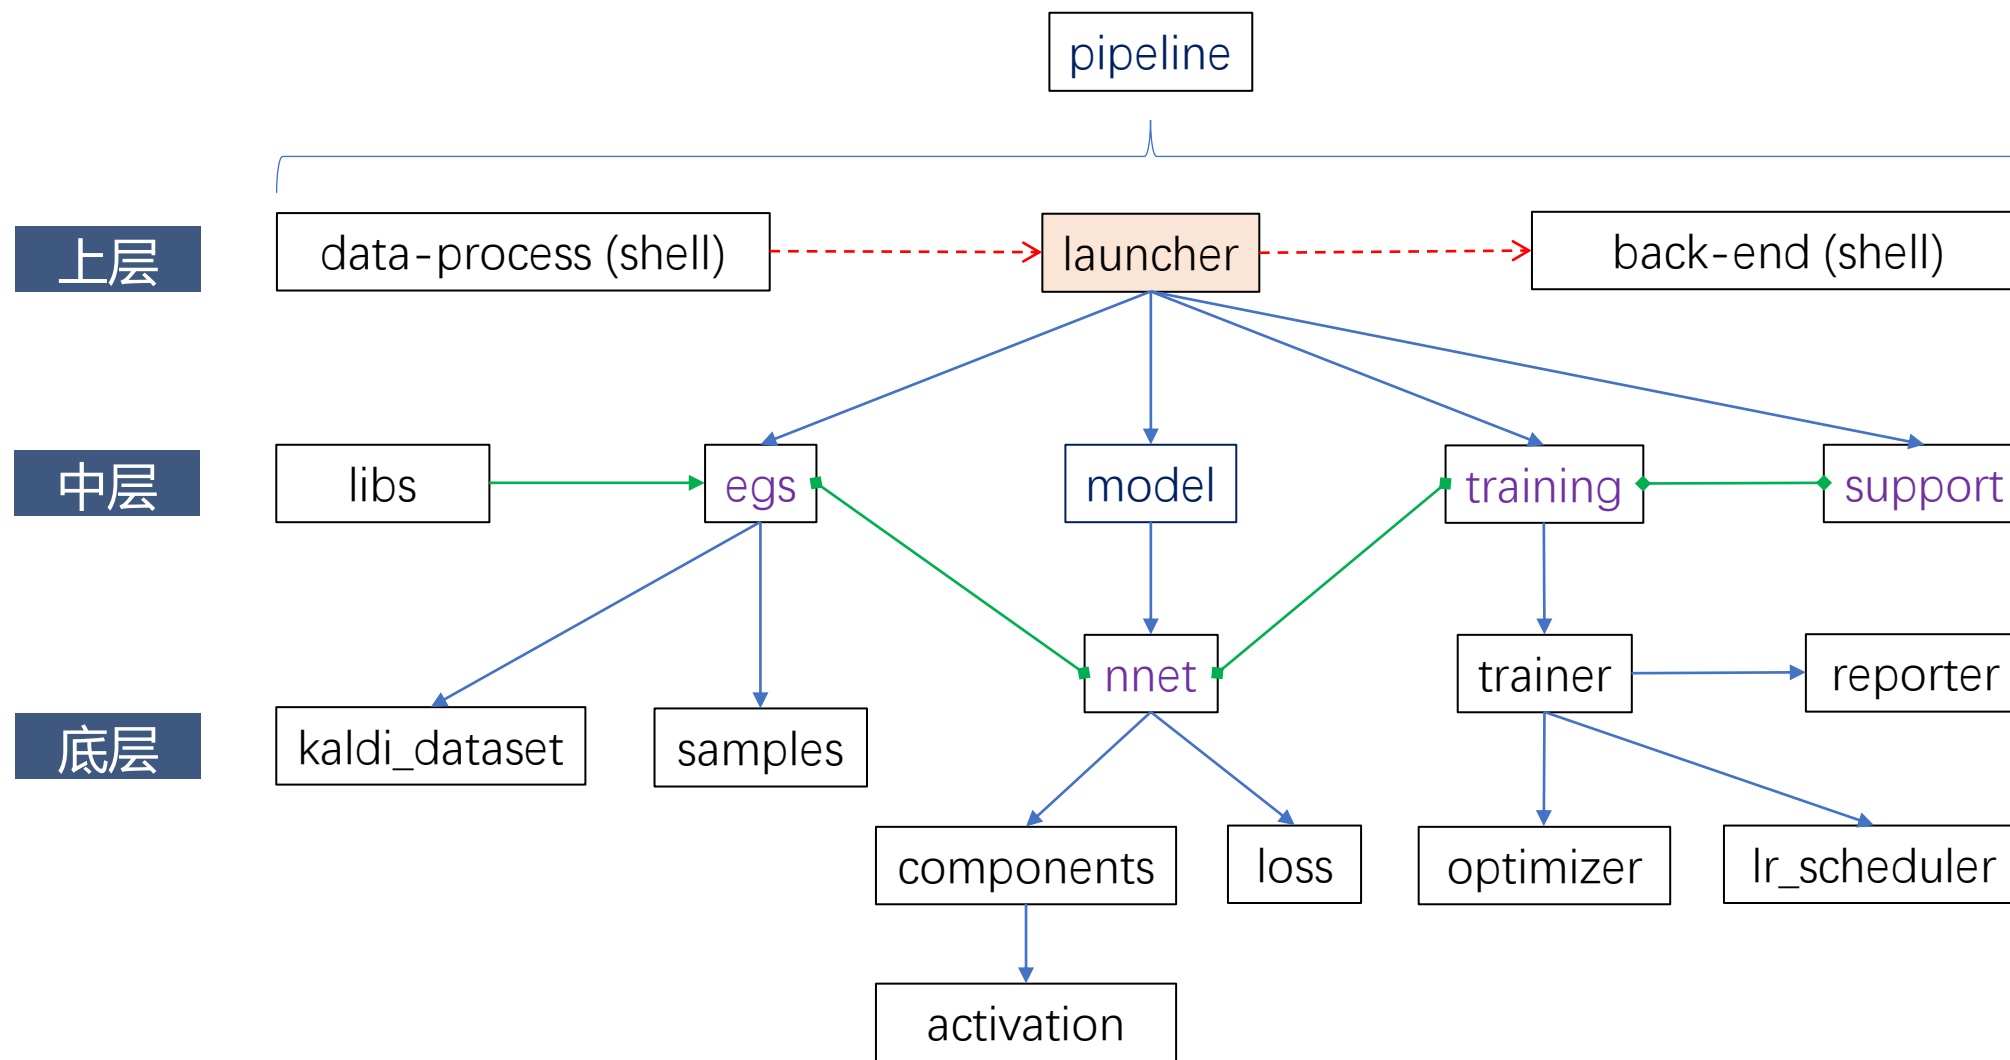 pipeline
上层
data-process (shell)
launcher
back-end (shell)
中层
libs
egs
model
training
support
nnet
trainer
reporter
底层
kaldi_dataset
samples
components
loss
optimizer
lr_scheduler
activation